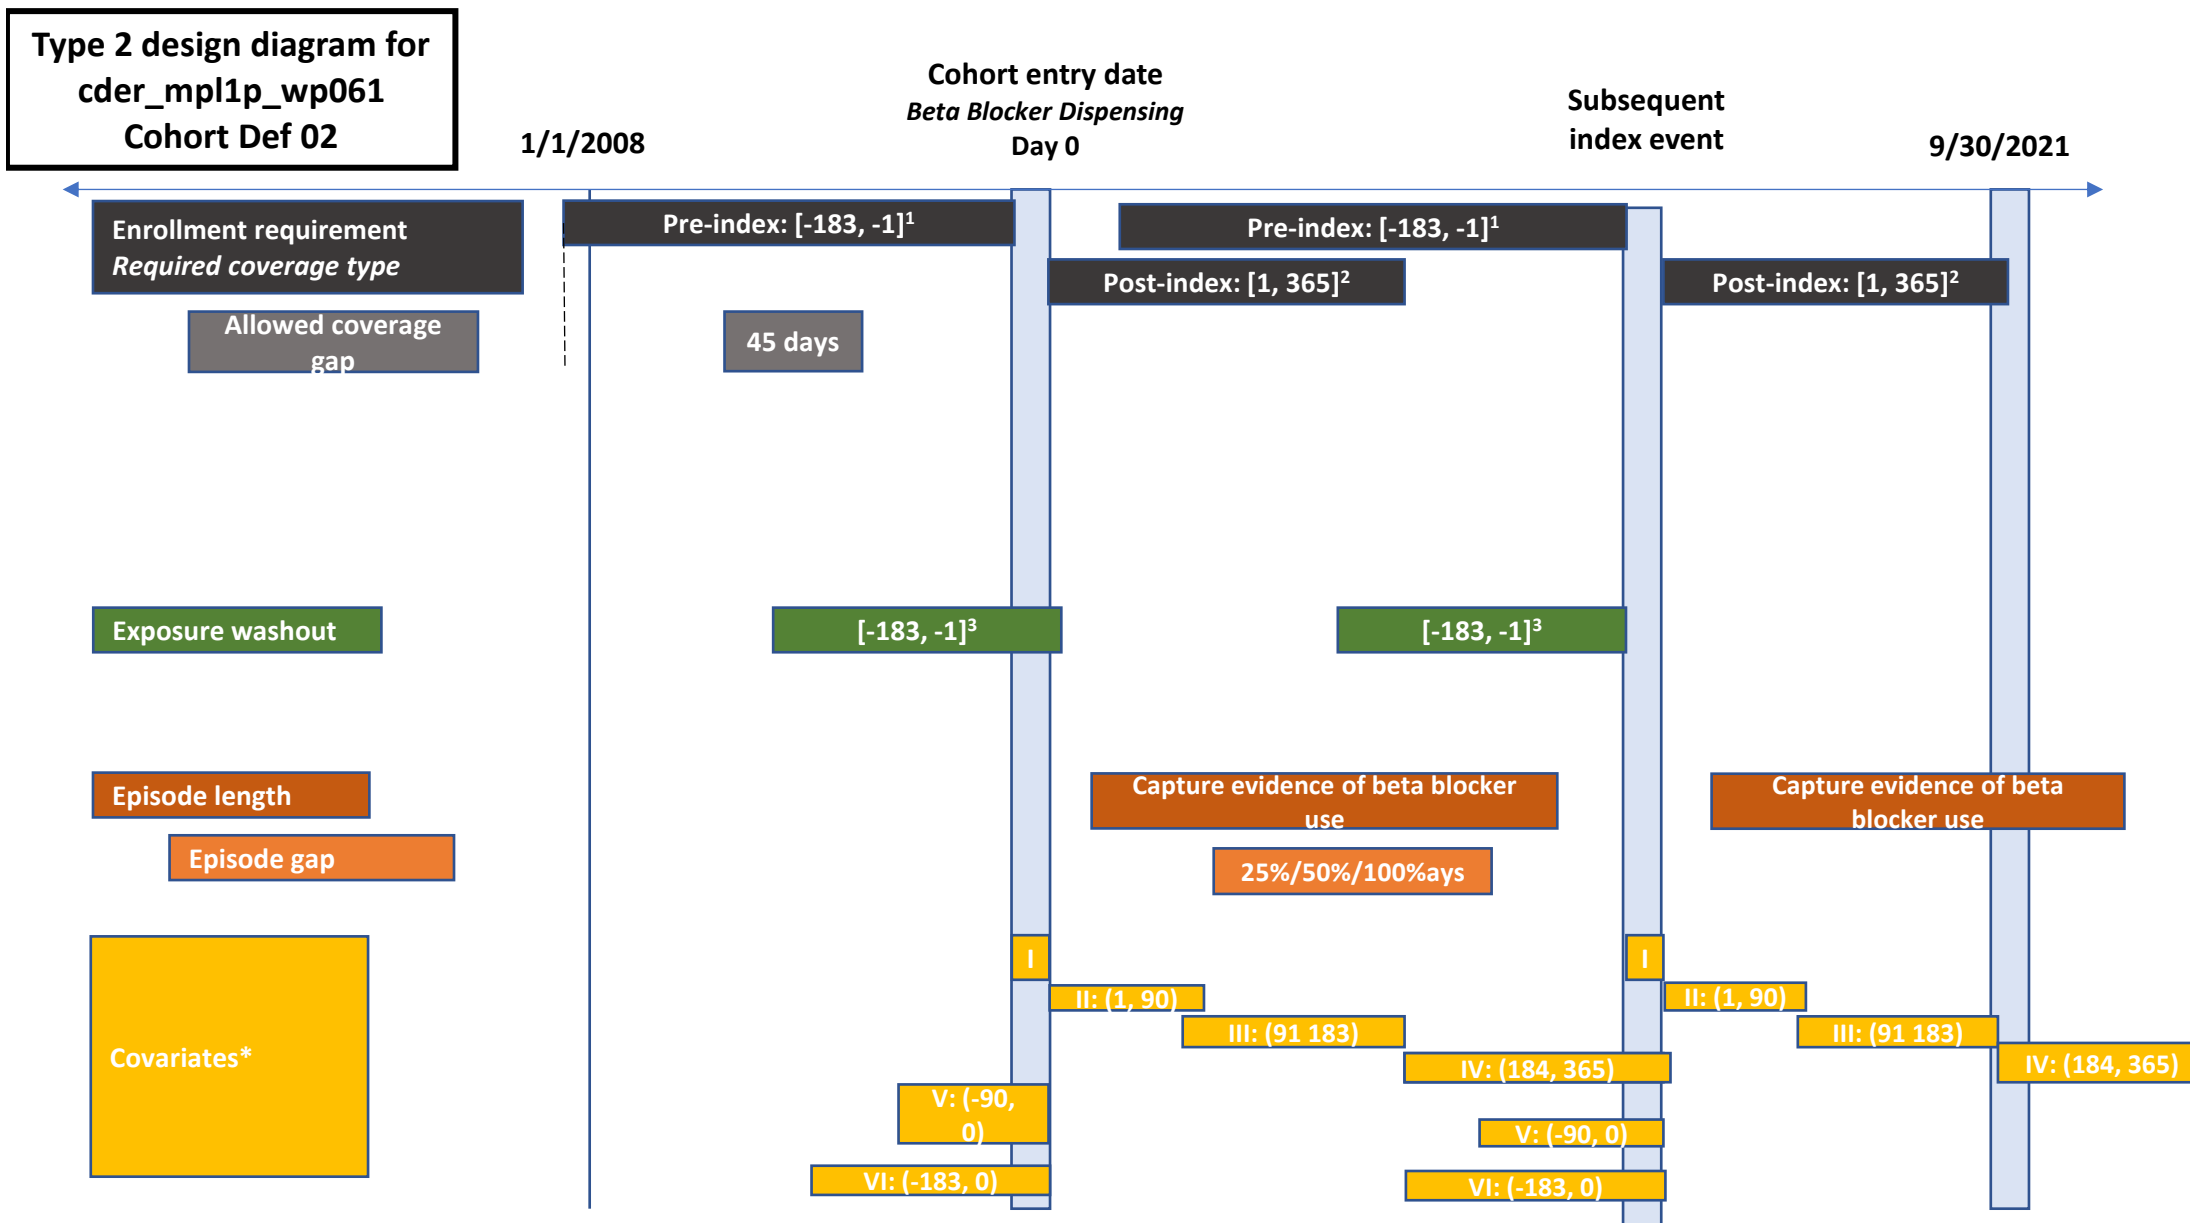 Type 2 design diagram for
cder_mpl1p_wp061
Cohort Def 02
1/1/2008
Cohort entry date
Beta Blocker Dispensing
Day 0
Subsequent
index event
9/30/2021
Enrollment requirement
Required coverage type
Pre-index: [-183, -1]¹
Pre-index: [-183, -1]¹
Post-index: [1, 365]²
Post-index: [1, 365]²
Allowed coverage
gap
45 days
Exposure washout
[-183, -1]³
[-183, -1]³
Episode length
Capture evidence of beta blocker
use
Capture evidence of beta
blocker use
Episode gap
25%/50%/100%ays
Covariates*
I
I
II: (1, 90)
II: (1, 90)
III: (91 183)
III: (91 183)
IV: (184, 365)
IV: (184, 365)
V: (-90,
0)
V: (-90, 0)
VI: (-183, 0)
VI: (-183, 0)